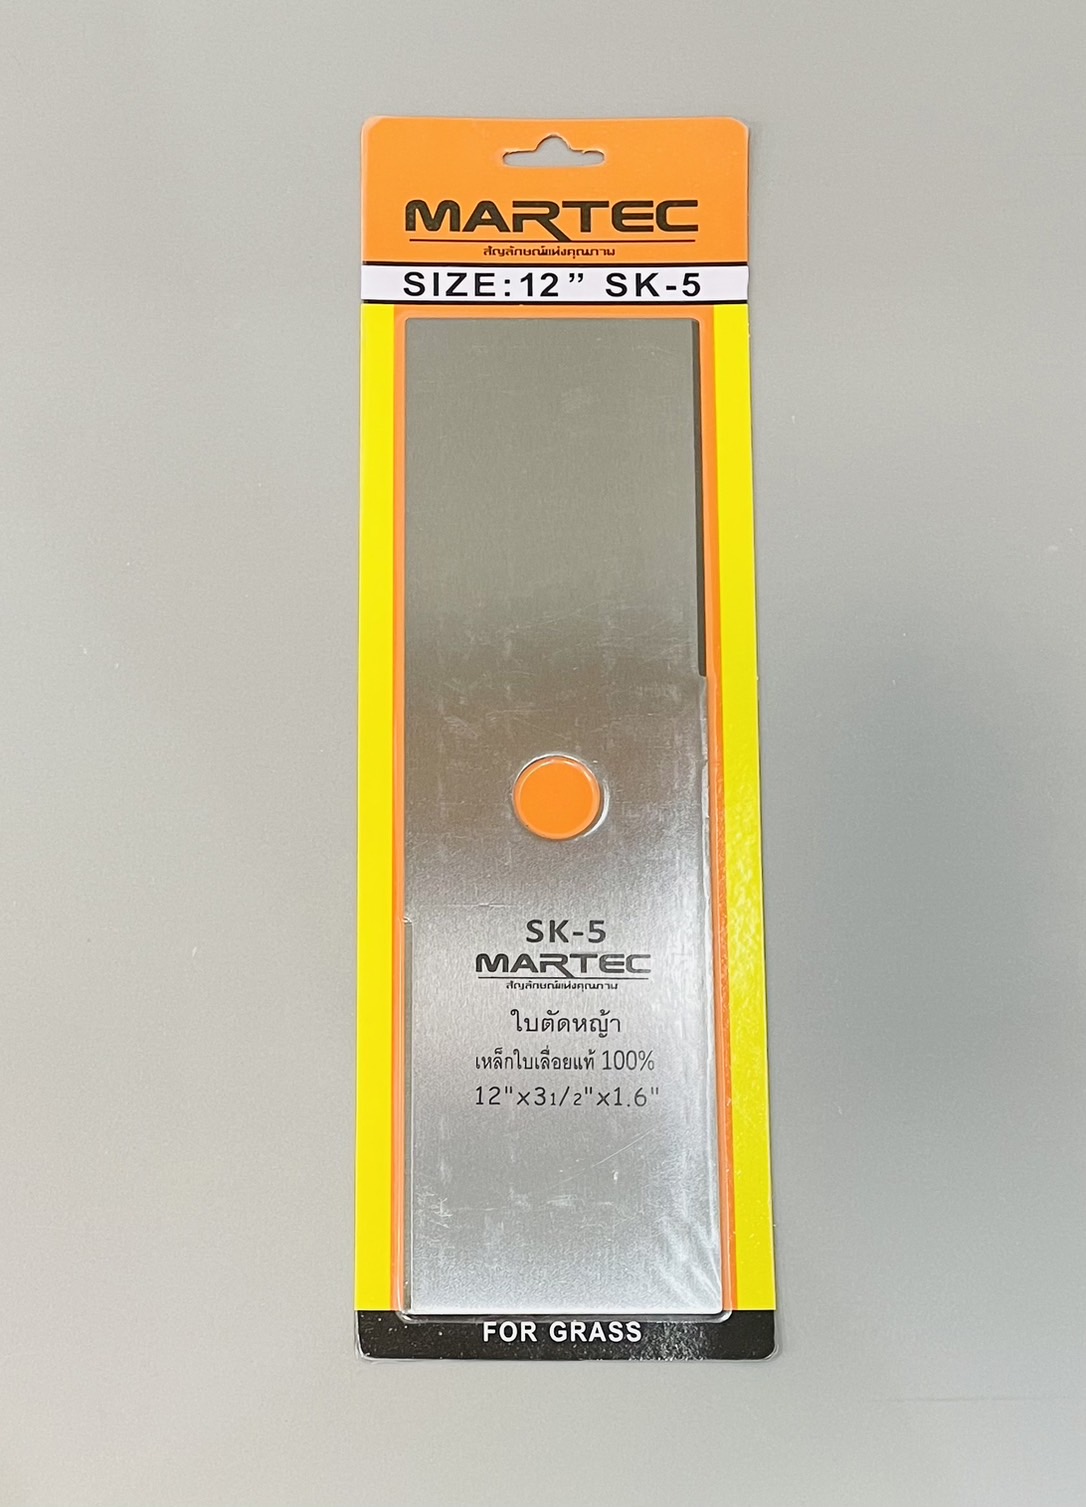 MARTEC
สัญลักษณ์แห่งคุณภาพ
SIZE:12” SK-5
SK-5
MARTEC
สัญลักษณ์แห่งคุณภาพ
ใบตัดหญ้า
เหล็กใบเลื่อยแท้ 100%
12"x31/2"x1.6"
FOR GRASS